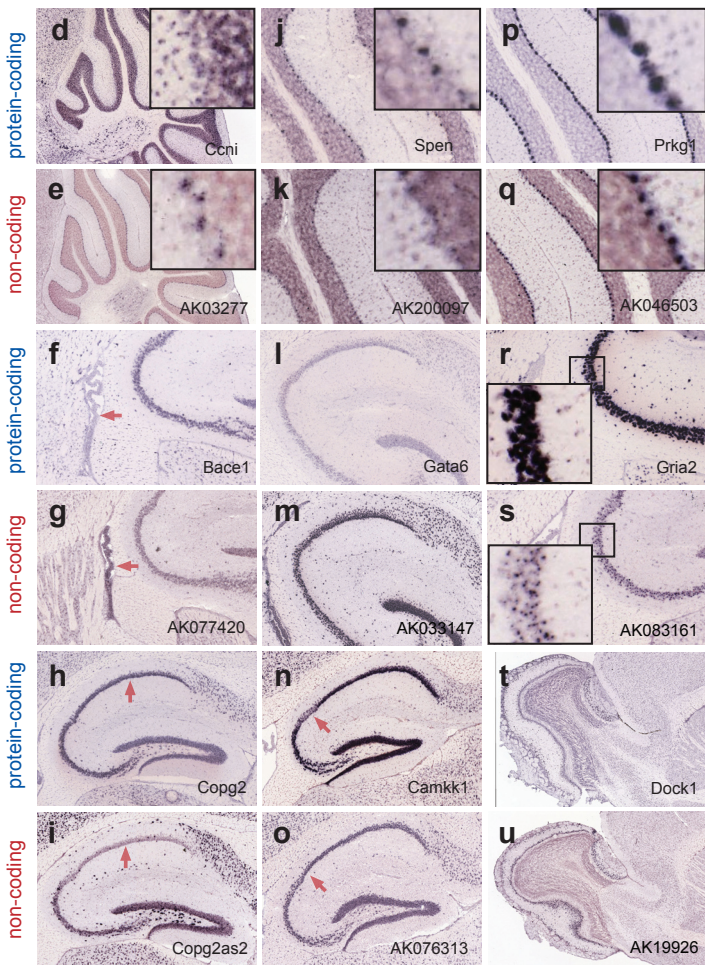 protein-coding
d
Ccni
j
Spen
p
Prkg1
non-coding
e
AK03277
k
AK200097
q
AK046503
protein-coding
f
Bace1
l
Gata6
r
Gria2
non-coding
g
AK077420
m
AK033147
s
AK083161
protein-coding
h
Copg2
n
Camkk1
t
Dock1
non-coding
i
Copg2as2
o
AK076313
u
AK19926